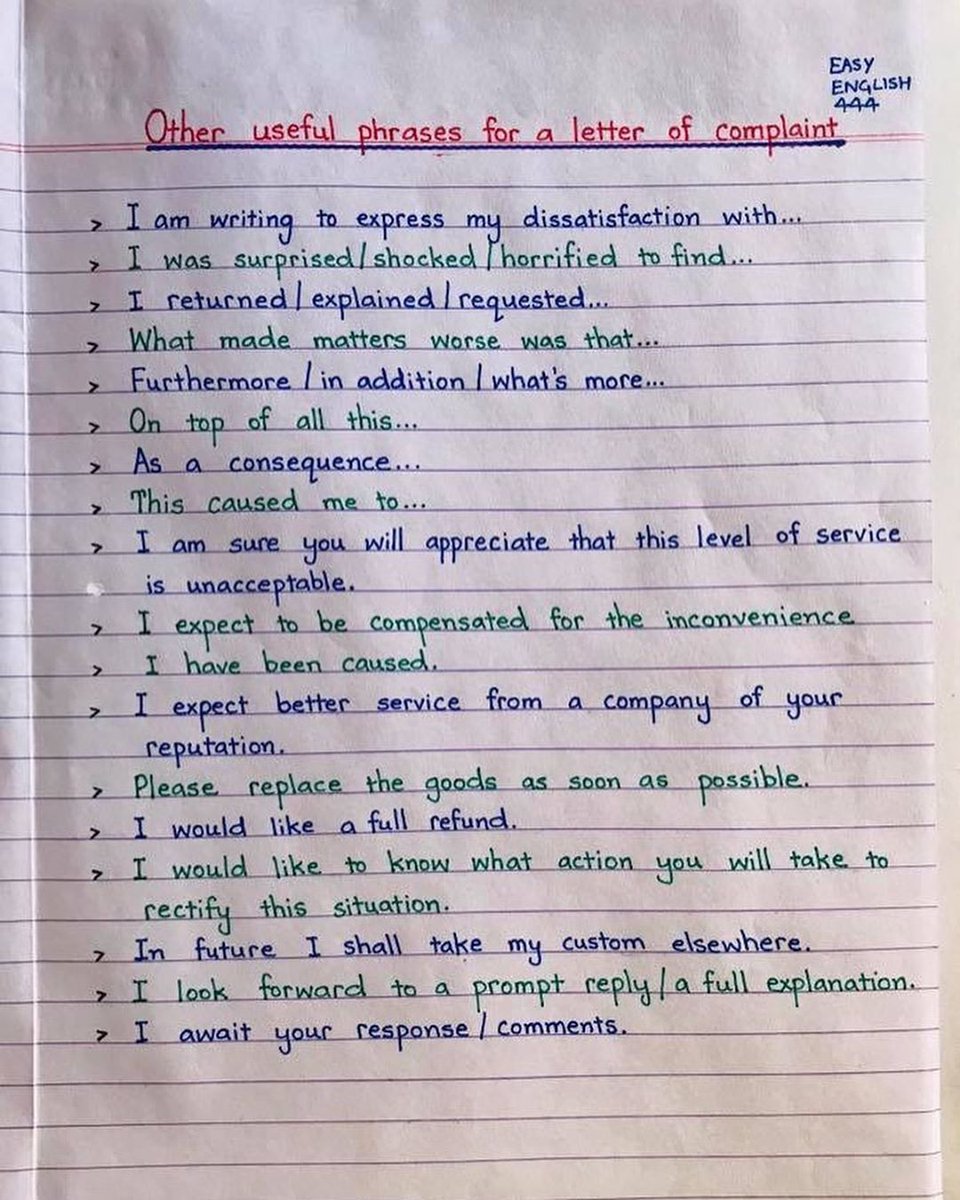 EASY
ENGLISH
444
Other useful phrases for a letter of complaint
> I am writing to express my dissatisfaction with...
> I was surprised/shocked/horrified to find...
> I returned/explained/requested...
> What made matters worse was that...
> Furthermore/in addition/what's more...
> On top of all this...
> As a consequence...
> This caused me to...
> I am sure you will appreciate that this level of service
is unacceptable.
> I expect to be compensated for the inconvenience
> I have been caused.
> I expect better service from a company of your
reputation.
> Please replace the goods as soon as possible.
> I would like a full refund.
> I would like to know what action you will take to
rectify this situation.
> In future I shall take my custom elsewhere.
> I look forward to a prompt reply/a full explanation.
> I await your response/comments.